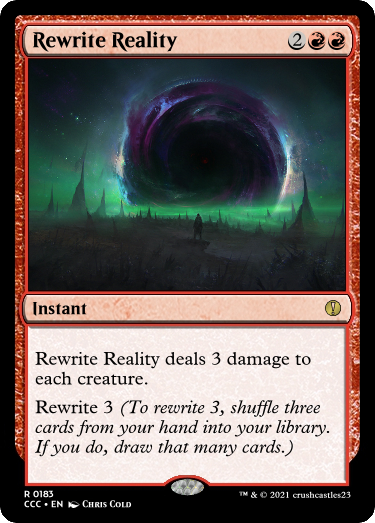 Rewrite Reality 2
Instant
Rewrite Reality deals 3 damage to
each creature.
Rewrite 3 (To rewrite 3, shuffle three
cards from your hand into your library.
If you do, draw that many cards.)
R 0183
CCC • EN Chris Cold
™ & © 2021 crushcastles23